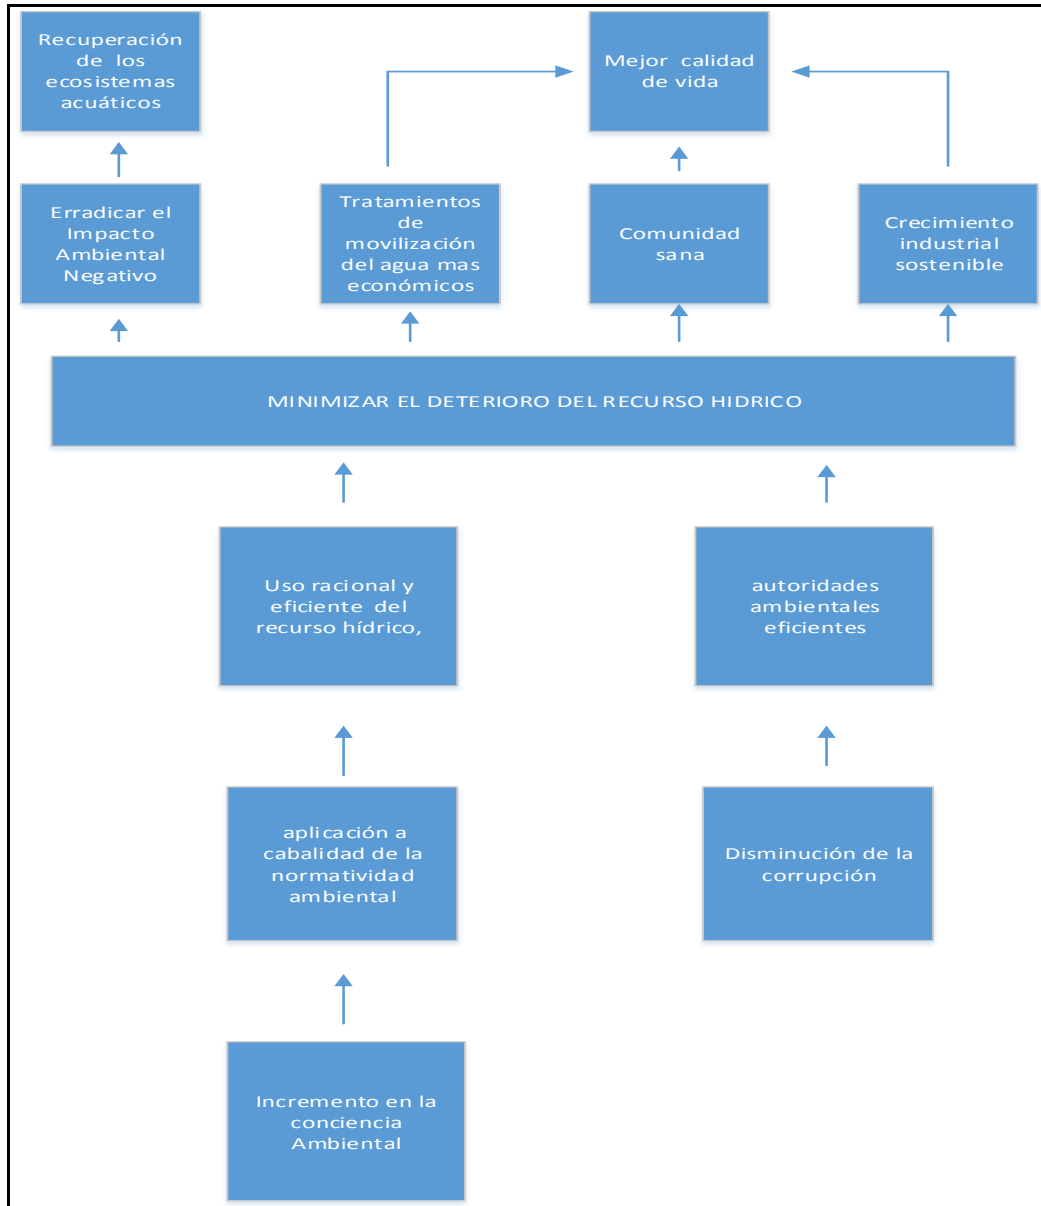 Recuperación
de los
ecosistemas
acuáticos
Mejor calidad
de vida
Erradicar el
Impacto
Ambiental
Negativo
Tratamientos
de
movilización
del agua mas
económicos
Comunidad
sana
Crecimiento
industrial
sostenible
MINIMIZAR EL DETERIORO DEL RECURSO HIDRICO
Uso racional y
eficiente del
recurso hídrico,
autoridades
ambientales
eficientes
aplicación a
cabalidad de la
normatividad
ambiental
Disminución de la
corrupción
Incremento en la
conciencia
Ambiental